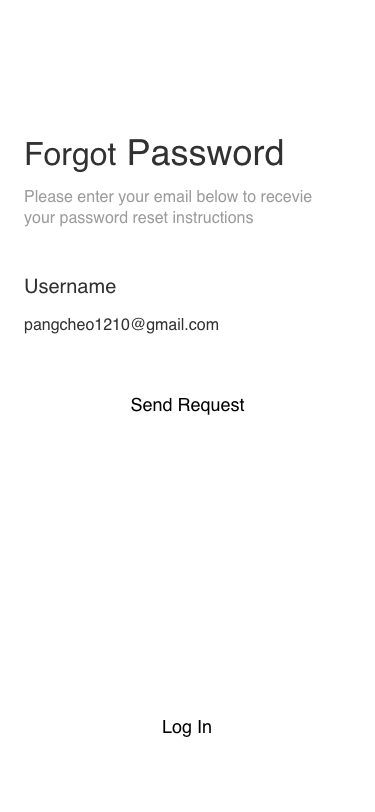 Forgot Password
Please enter your email below to recevie
your password reset instructions
Username
pangcheo1210@gmail.com
Send Request
Log In